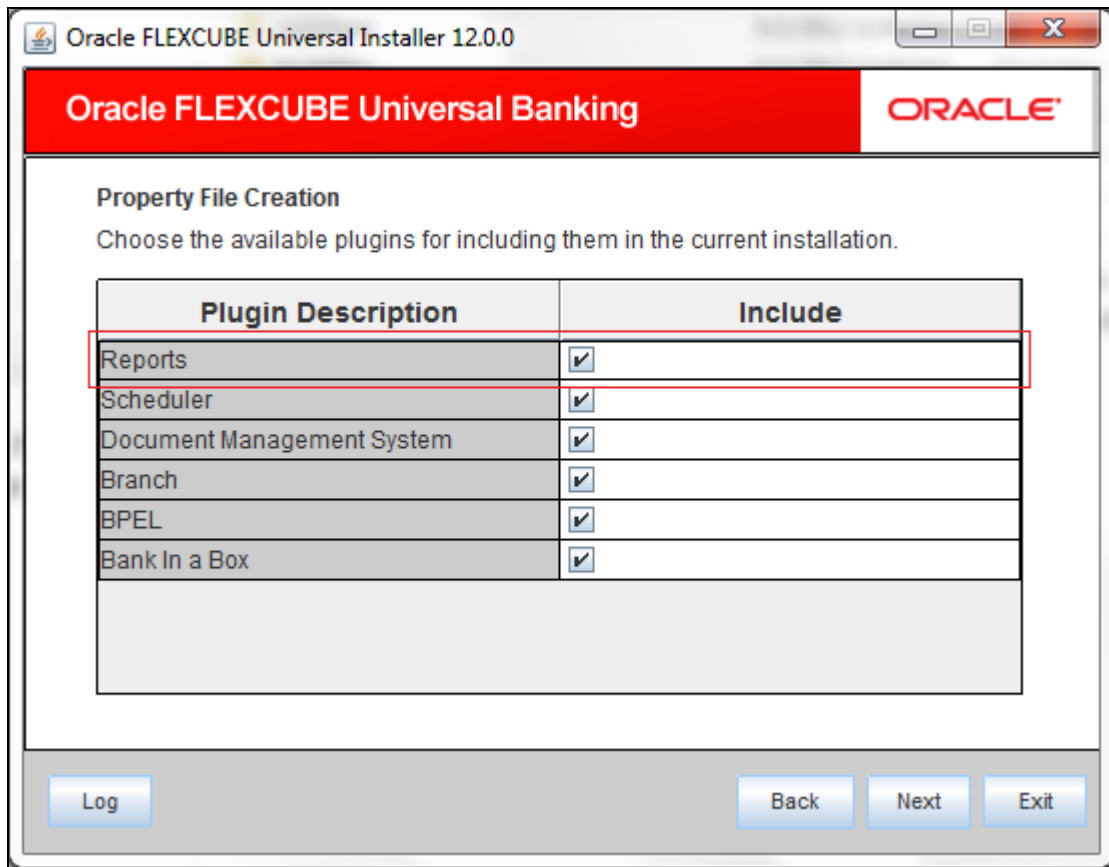 Oracle FLEXCUBE Universal Installer 12.0.0
Oracle FLEXCUBE Universal Banking
ORACLE
Property File Creation
Choose the available plugins for including them in the current installation.
Plugin Description Include
Reports
Scheduler
Document Management System
Branch
BPEL
Bank In a Box
Log Back Next Exit